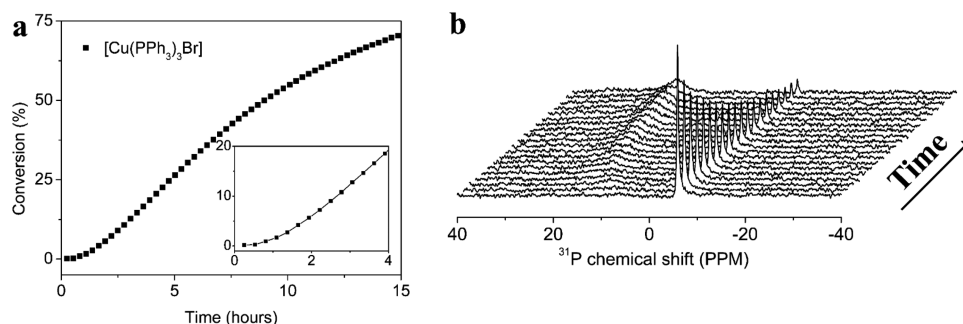 a
75
50
25
0
Conversion (%)
[Cu(PPh₃)₃Br]
20
10
0
0 2 4
0 5 10 15
Time (hours)
b
Time
40 20 0 -20 -40
³¹P chemical shift (PPM)